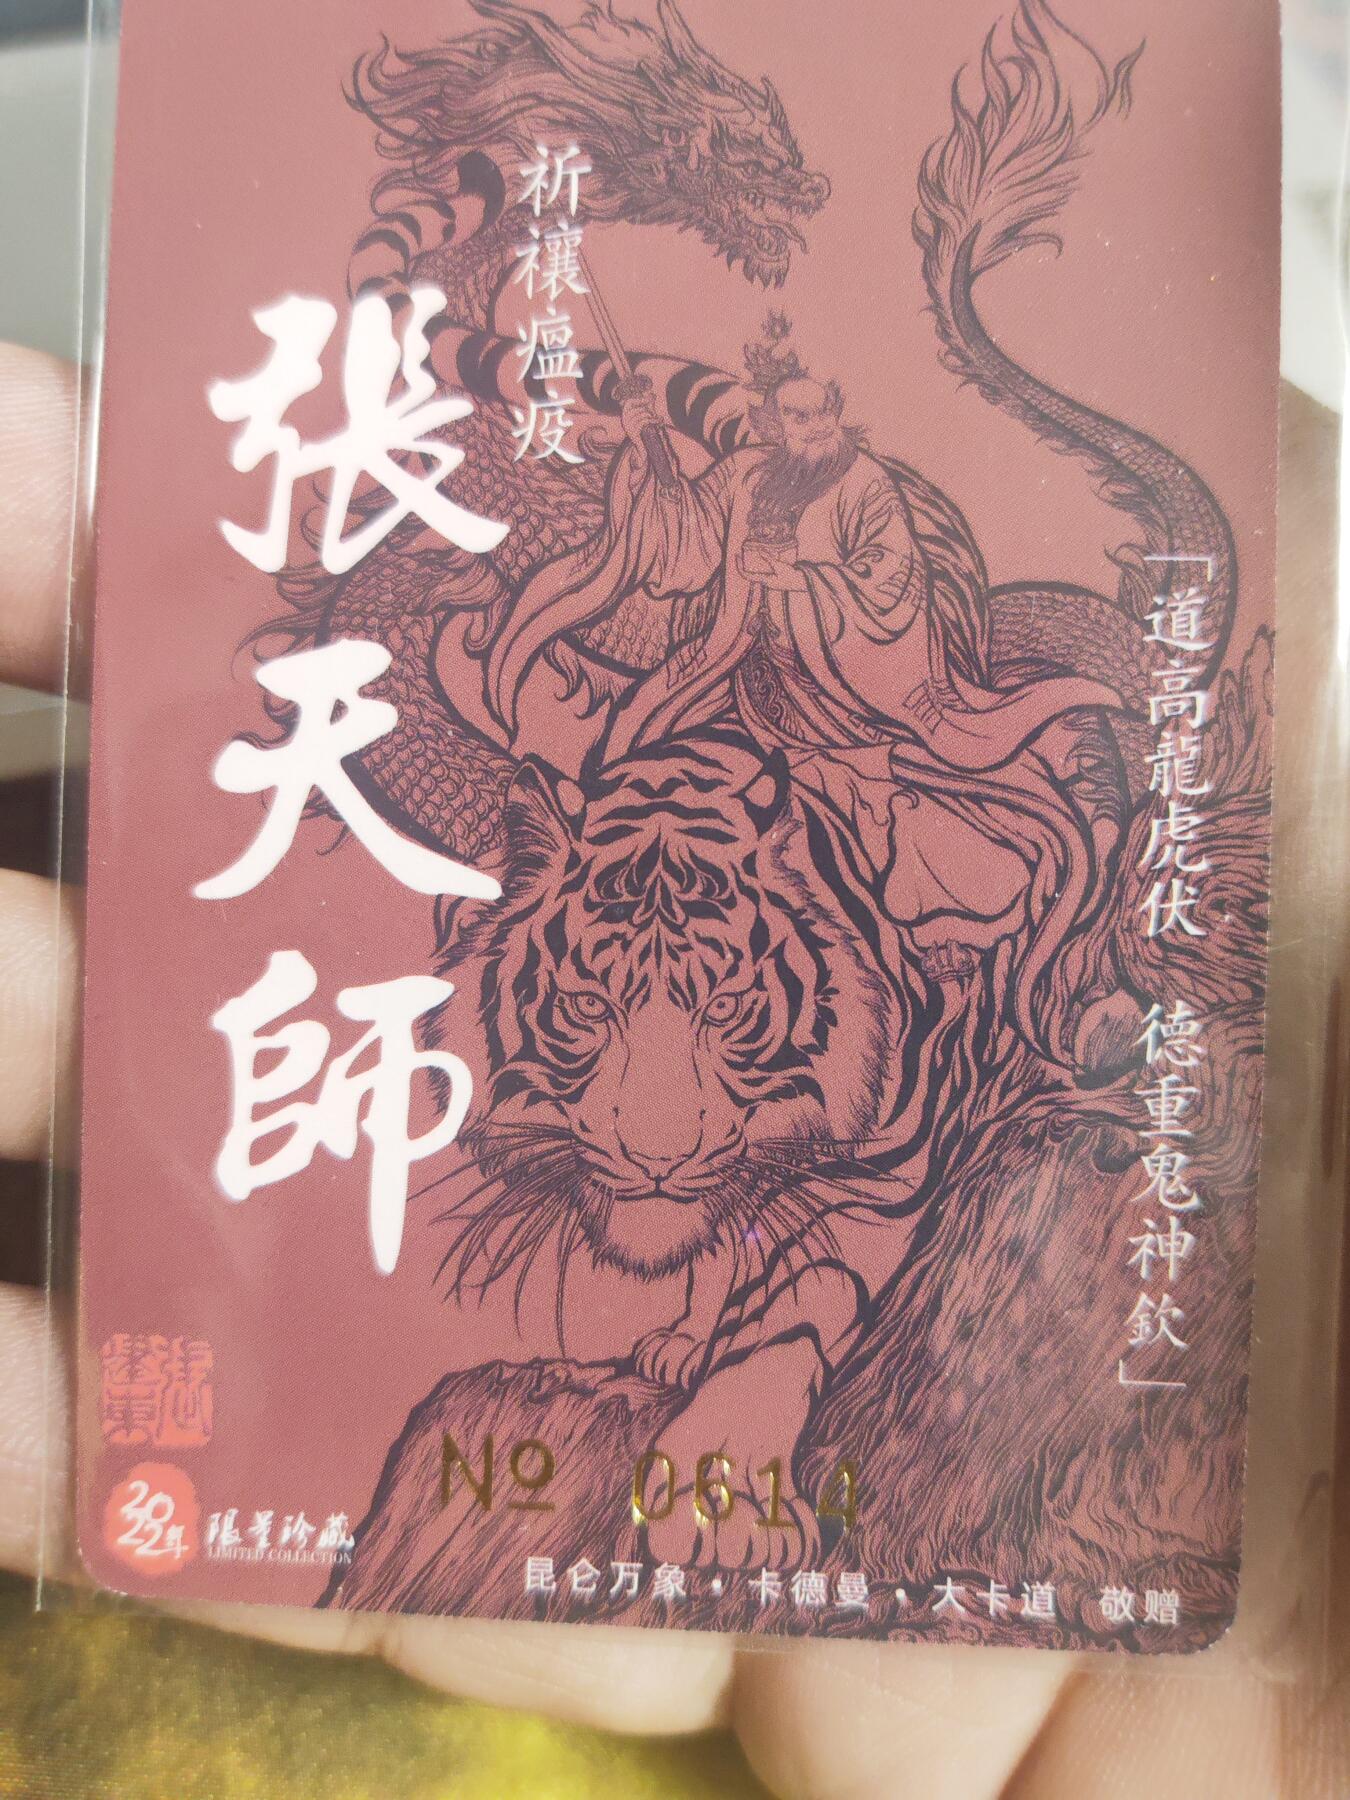 祈禳瘟疫
張天師
「道高龍虎伏 德重鬼神欽」
No 0614
2022年 限量珍藏
LIMITED COLLECTION
昆仑万象·卡德曼·大卡道 敬赠